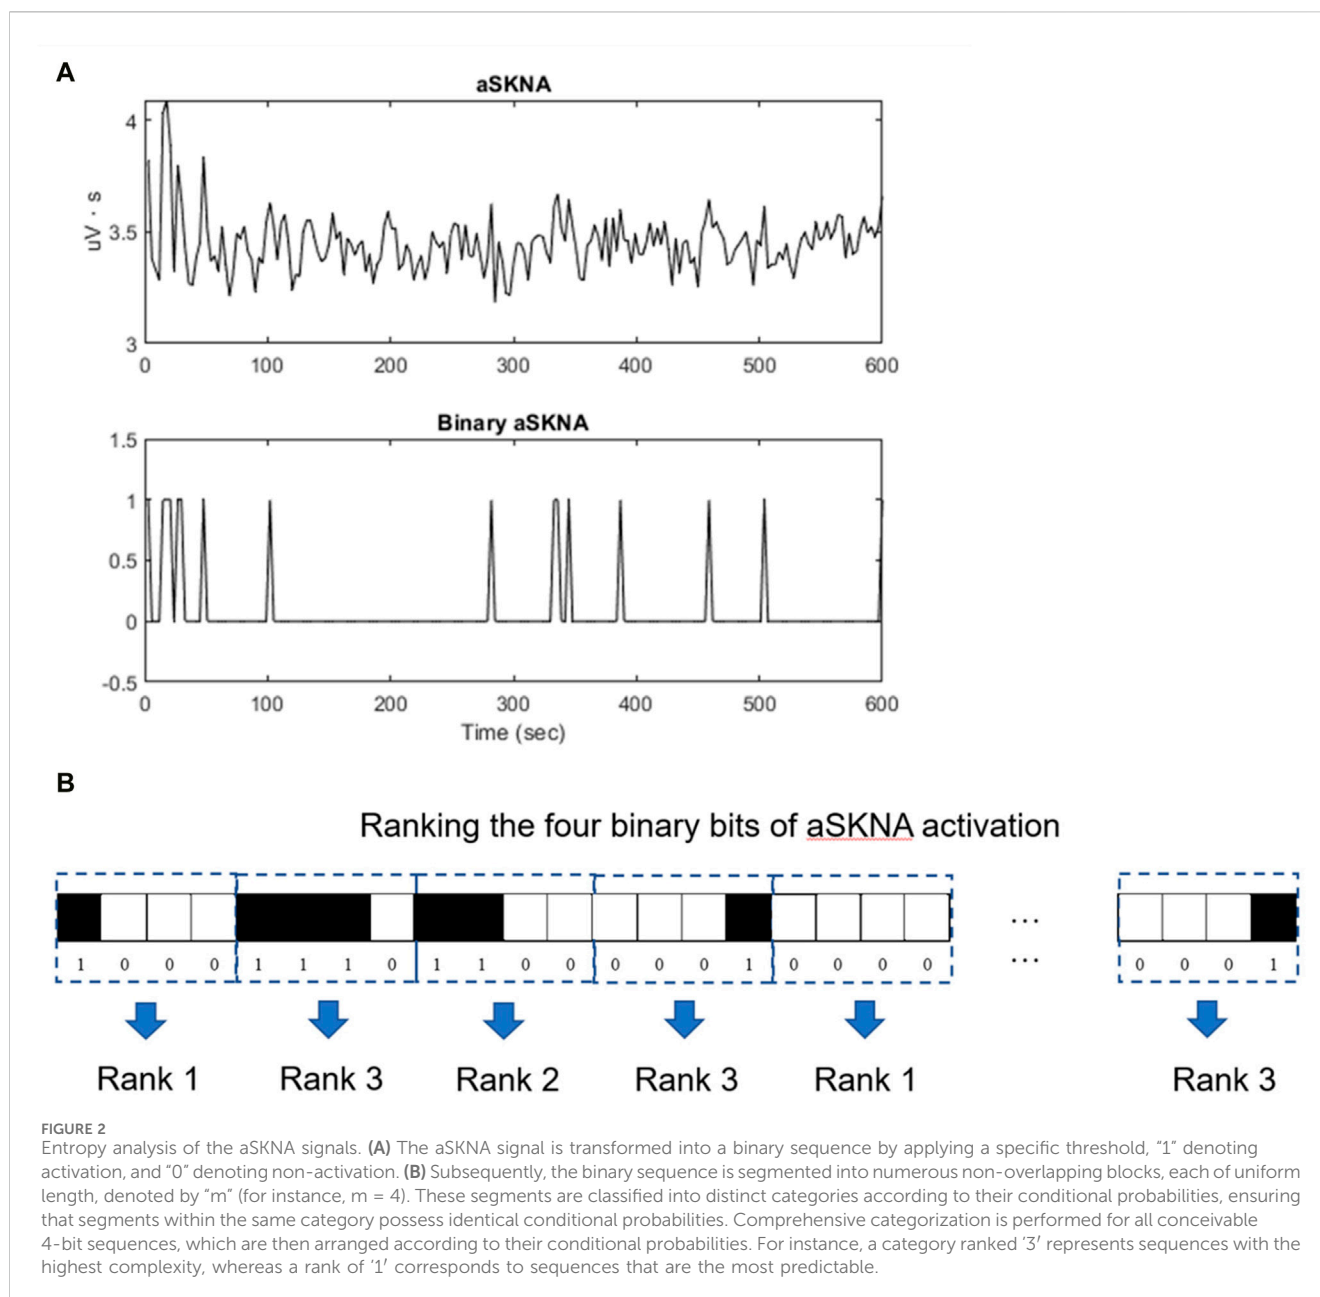 A
aSKNA
4
3.5
3
uV · s
0 100 200 300 400 500 600
Binary aSKNA
1.5
1
0.5
0
-0.5
0 100 200 300 400 500 600
Time (sec)
B
Ranking the four binary bits of aSKNA activation
1 0 0 0 1 1 1 0 1 1 0 0 0 0 0 1 0 0 0 0 ... 0 0 0 1
Rank 1 Rank 3 Rank 2 Rank 3 Rank 1 Rank 3
FIGURE 2
Entropy analysis of the aSKNA signals. (A) The aSKNA signal is transformed into a binary sequence by applying a specific threshold, “1” denoting
activation, and “0” denoting non-activation. (B) Subsequently, the binary sequence is segmented into numerous non-overlapping blocks, each of uniform
length, denoted by “m” (for instance, m = 4). These segments are classified into distinct categories according to their conditional probabilities, ensuring
that segments within the same category possess identical conditional probabilities. Comprehensive categorization is performed for all conceivable
4-bit sequences, which are then arranged according to their conditional probabilities. For instance, a category ranked ‘3′ represents sequences with the
highest complexity, whereas a rank of ‘1′ corresponds to sequences that are the most predictable.